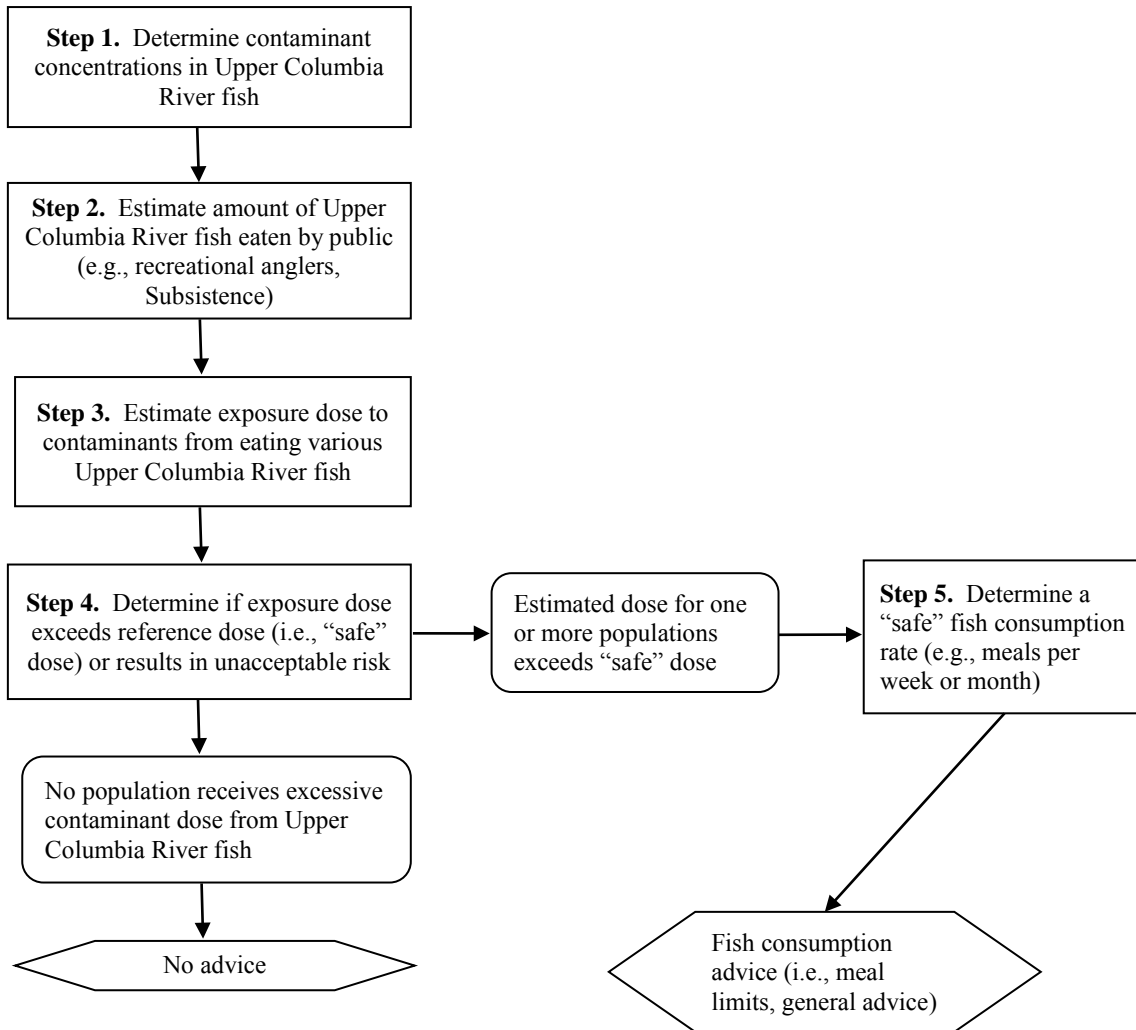 Step 1. Determine contaminant
concentrations in Upper Columbia
River fish
Step 2. Estimate amount of Upper
Columbia River fish eaten by public
(e.g., recreational anglers,
Subsistence)
Step 3. Estimate exposure dose to
contaminants from eating various
Upper Columbia River fish
Step 4. Determine if exposure dose
exceeds reference dose (i.e., “safe”
dose) or results in unacceptable risk
Estimated dose for one
or more populations
exceeds “safe” dose
Step 5. Determine a
“safe” fish consumption
rate (e.g., meals per
week or month)
No population receives excessive
contaminant dose from Upper
Columbia River fish
No advice
Fish consumption
advice (i.e., meal
limits, general advice)